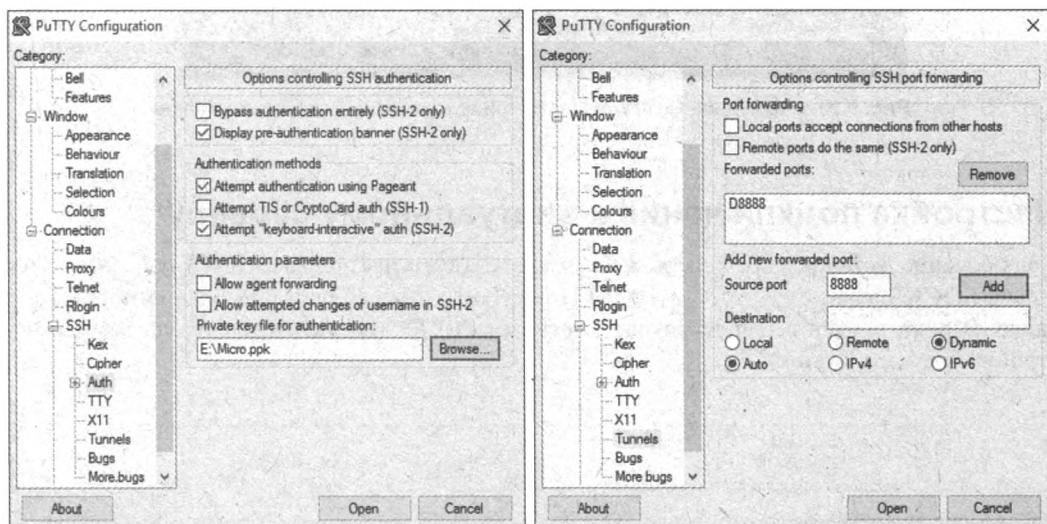 PuTTY Configuration
Category:
Bell
Features
Window
Appearance
Behaviour
Translation
Selection
Colours
Connection
Data
Proxy
Telnet
Rlogin
SSH
Kex
Cipher
Auth
TTY
X11
Tunnels
Bugs
More bugs
Options controlling SSH authentication
Bypass authentication entirely (SSH-2 only)
Display pre-authentication banner (SSH-2 only)
Authentication methods
Attempt authentication using Pageant
Attempt TIS or CryptoCard auth (SSH-1)
Attempt "keyboard-interactive" auth (SSH-2)
Authentication parameters
Allow agent forwarding
Allow attempted changes of username in SSH-2
Private key file for authentication:
E:\Micro.ppk Browse...
About Open Cancel
PuTTY Configuration
Category:
Bell
Features
Window
Appearance
Behaviour
Translation
Selection
Colours
Connection
Data
Proxy
Telnet
Rlogin
SSH
Kex
Cipher
Auth
TTY
X11
Tunnels
Bugs
More bugs
Options controlling SSH port forwarding
Port forwarding
Local ports accept connections from other hosts
Remote ports do the same (SSH-2 only)
Forwarded ports: Remove
D8888
Add new forwarded port:
Source port 8888 Add
Destination
Local Remote Dynamic
Auto IPv4 IPv6
About Open Cancel